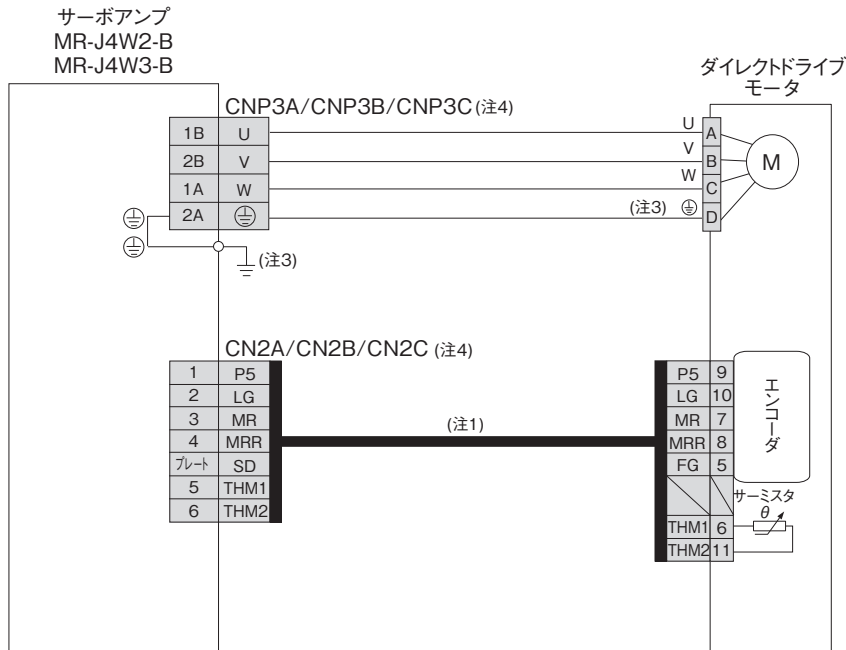 サーボアンプ
MR-J4W2-B
MR-J4W3-B
ダイレクトドライブ
モータ
CNP3A/CNP3B/CNP3C(注4)
1B U
2B V
1A W
2A
U
V
W
(注3)
A
B
C
D
M
(注3)
CN2A/CN2B/CN2C (注4)
1 P5
2 LG
3 MR
4 MRR
プレート SD
5 THM1
6 THM2
(注1)
P5 9
LG 10
MR 7
MRR 8
FG 5
THM1 6
THM2 11
エンコーダ
サーミスタ
θ